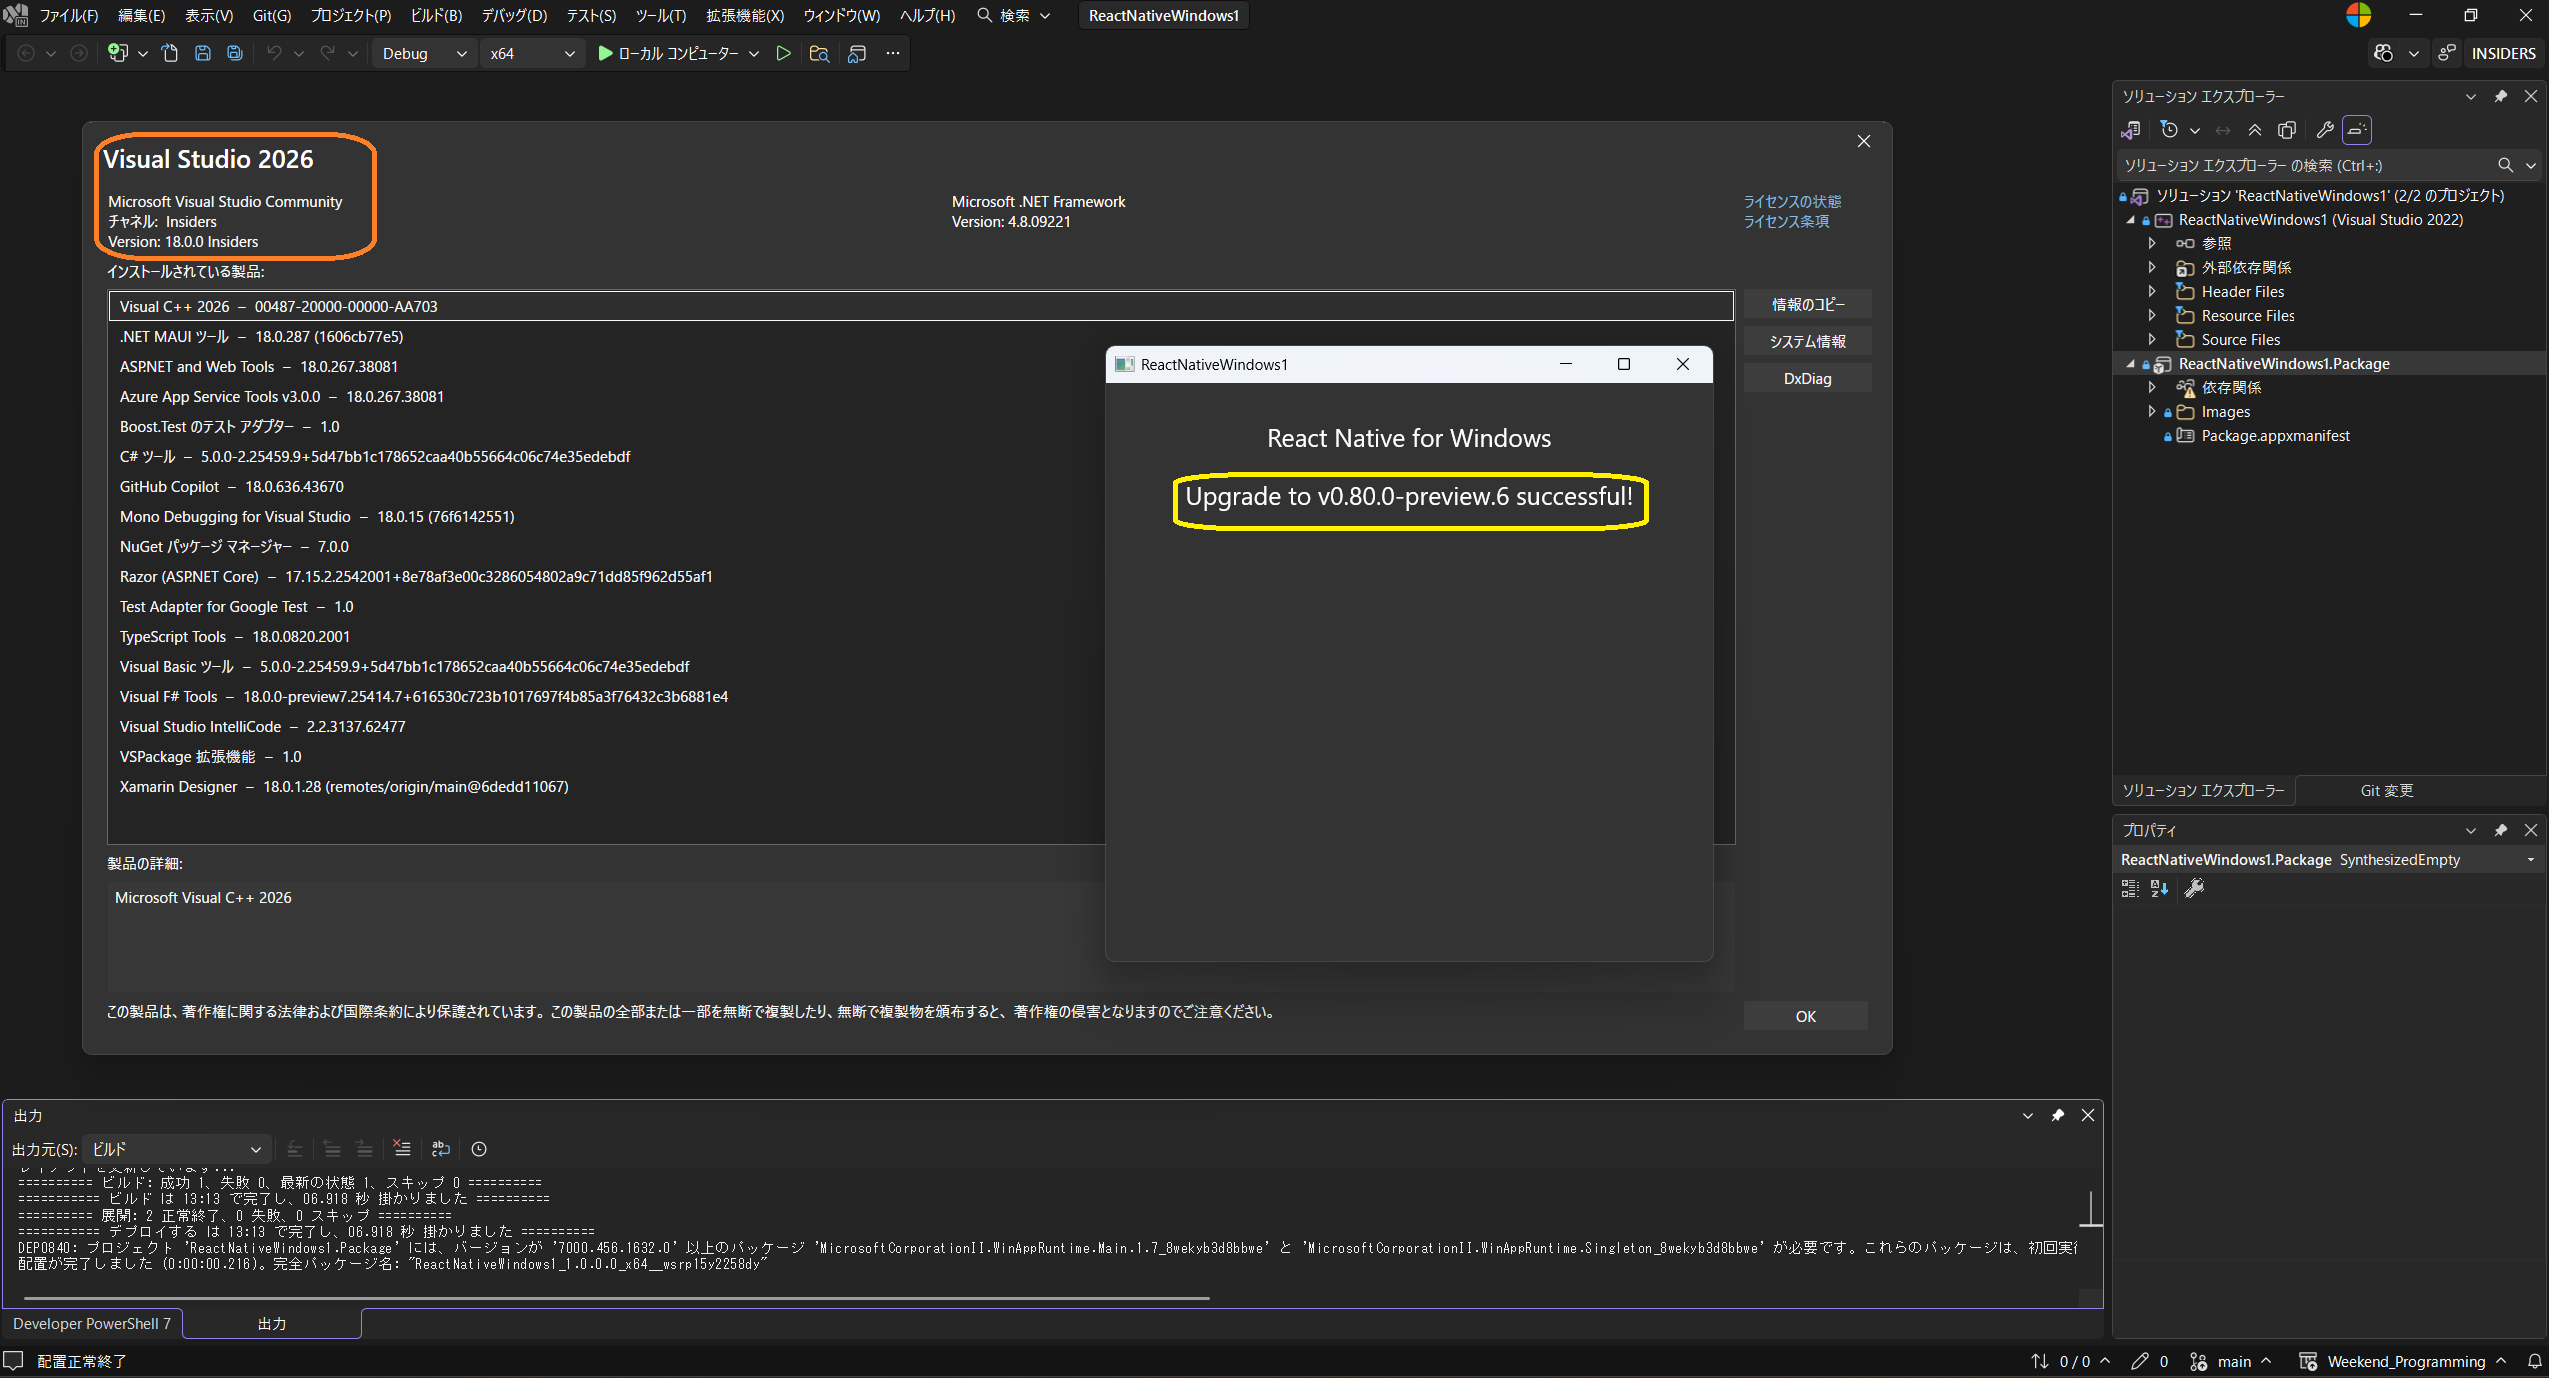 ファイル(F) 編集(E) 表示(V) Git(G) プロジェクト(P) ビルド(B) デバッグ(D) テスト(S) ツール(T) 拡張機能(X) ウィンドウ(W) ヘルプ(H) 検索 ReactNativeWindows1
Debug x64 ローカル コンピューター INSIDERS
Visual Studio 2026
Microsoft Visual Studio Community
チャネル: Insiders
Version: 18.0.0 Insiders
Microsoft .NET Framework
Version: 4.8.09221
ライセンスの状態
ライセンス条項
インストールされている製品:
Visual C++ 2026 – 00487-20000-00000-AA703
.NET MAUI ツール – 18.0.287 (1606cb77e5)
ASP.NET and Web Tools – 18.0.267.38081
Azure App Service Tools v3.0.0 – 18.0.267.38081
Boost.Test のテスト アダプター – 1.0
C# ツール – 5.0.0-2.25459.9+5d47bb1c178652caa40b55664c06c74e35edebdf
GitHub Copilot – 18.0.636.43670
Mono Debugging for Visual Studio – 18.0.15 (76f6142551)
NuGet パッケージ マネージャー – 7.0.0
Razor (ASP.NET Core) – 17.15.2.2542001+8e78af3e00c3286054802a9c71dd85f962d55af1
Test Adapter for Google Test – 1.0
TypeScript Tools – 18.0.0820.2001
Visual Basic ツール – 5.0.0-2.25459.9+5d47bb1c178652caa40b55664c06c74e35edebdf
Visual F# Tools – 18.0.0-preview7.25414.7+616530c723b1017697f4b85a3f76432c3b6881e4
Visual Studio IntelliCode – 2.2.3137.62477
VSPackage 拡張機能 – 1.0
Xamarin Designer – 18.0.1.28 (remotes/origin/main@6dedd11067)
情報のコピー
システム情報
DxDiag
製品の詳細:
Microsoft Visual C++ 2026
この製品は、著作権に関する法律および国際条約により保護されています。この製品の全部または一部を無断で複製したり、無断で複製物を頒布すると、著作権の侵害となりますのでご注意ください。
OK
ReactNativeWindows1
React Native for Windows
Upgrade to v0.80.0-preview.6 successful!
ソリューション エクスプローラー
ソリューション エクスプローラー の検索 (Ctrl+:)
ソリューション 'ReactNativeWindows1' (2/2 のプロジェクト)
ReactNativeWindows1 (Visual Studio 2022)
参照
外部依存関係
Header Files
Resource Files
Source Files
ReactNativeWindows1.Package
依存関係
Images
Package.appxmanifest
ソリューション エクスプローラー Git 変更
プロパティ
ReactNativeWindows1.Package SynthesizedEmpty
出力
出力元(S): ビルド
========== ビルド: 成功 1、失敗 0、最新の状態 1、スキップ 0 ==========
=========== ビルド は 13:13 で完了し、06.918 秒 掛かりました ==========
========== 展開: 2 正常終了、0 失敗、0 スキップ ==========
=========== デプロイする は 13:13 で完了し、06.918 秒 掛かりました ==========
DEP0840: プロジェクト 'ReactNativeWindows1.Package' には、バージョンが '7000.456.1632.0' 以上のパッケージ 'MicrosoftCorporationII.WinAppRuntime.Main.1.7_8wekyb3d8bbwe' と 'MicrosoftCorporationII.WinAppRuntime.Singleton_8wekyb3d8bbwe' が必要です。これらのパッケージは、初回実行
配置が完了しました (0:00:00.216)。完全パッケージ名: "ReactNativeWindows1_1.0.0.0_x64__wsrp15y2258dy"
Developer PowerShell 7 出力
配置正常終了 0 / 0 0 main Weekend_Programming